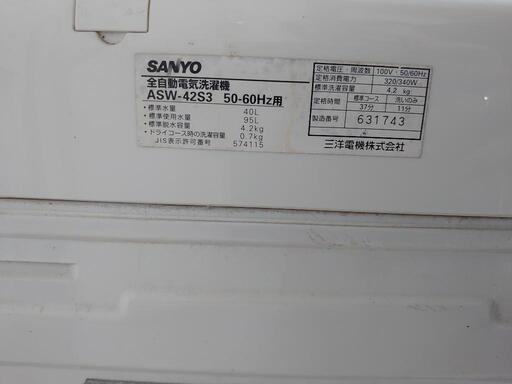 SANYO
全自動電気洗濯機
ASW-42S3 50-60Hz用
・標準水量 40L
・標準使用水量 95L
・標準脱水容量 4.2kg
・ドライコース時の洗濯容量 0.7kg
JIS表示許可番号 574115
定格電圧・周波数 100V・50/60Hz
定格消費電力 320/340W
標準洗濯容量 4.2 kg
定格時間 標準コース 洗いのみ
37分 11分
製造番号 631743
三洋電機株式会社